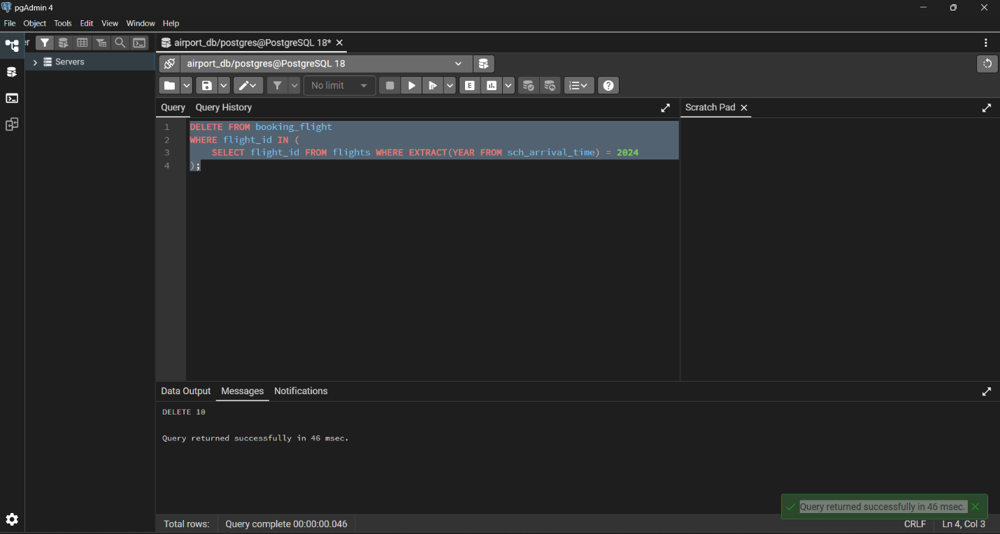 pgAdmin 4
File Object Tools Edit View Window Help
airport_db/postgres@PostgreSQL 18*
Servers
airport_db/postgres@PostgreSQL 18
No limit
E
Query Query History
Scratch Pad
1 DELETE FROM booking_flight
2 WHERE flight_id IN (
3 SELECT flight_id FROM flights WHERE EXTRACT(YEAR FROM sch_arrival_time) = 2024
4 );
Data Output Messages Notifications
DELETE 10
Query returned successfully in 46 msec.
Query returned successfully in 46 msec.
Total rows: Query complete 00:00:00.046 CRLF Ln 4, Col 3